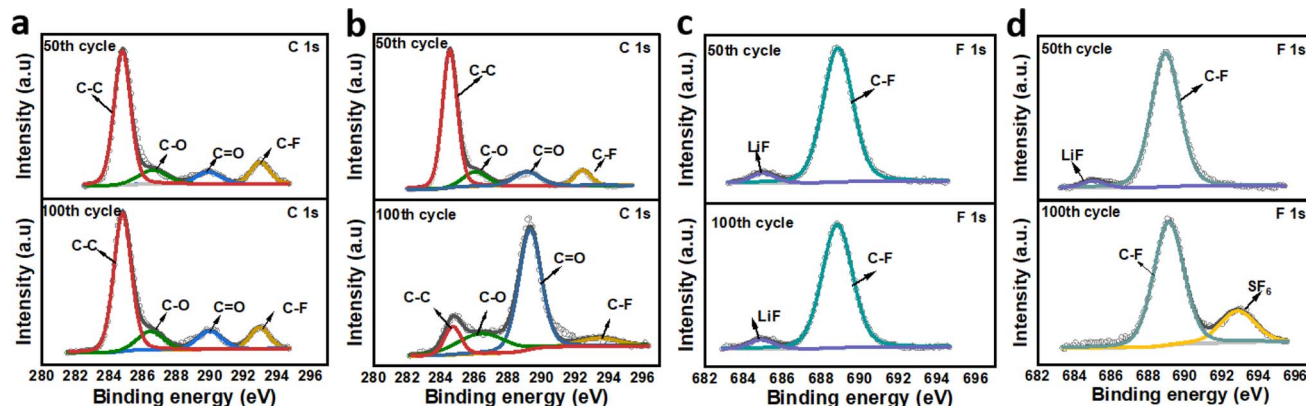 a
Intensity (a.u)
50th cycle
C 1s
C-C
C-O
C=O
C-F
Intensity (a.u)
100th cycle
C 1s
C-C
C-O
C=O
C-F
280 282 284 286 288 290 292 294 296
Binding energy (eV)
b
Intensity (a.u)
50th cycle
C 1s
C-C
C-O
C=O
C-F
Intensity (a.u)
100th cycle
C 1s
C=O
C-C
C-O
C-F
282 284 286 288 290 292 294 296
Binding energy (eV)
c
Intensity (a.u.)
50th cycle
F 1s
C-F
LiF
Intensity (a.u.)
100th cycle
F 1s
C-F
LiF
682 684 686 688 690 692 694 696
Binding energy (eV)
d
Intensity (a.u.)
50th cycle
F 1s
C-F
LiF
Intensity (a.u.)
100th cycle
F 1s
C-F
SF₆
682 684 686 688 690 692 694 696
Binding energy (eV)